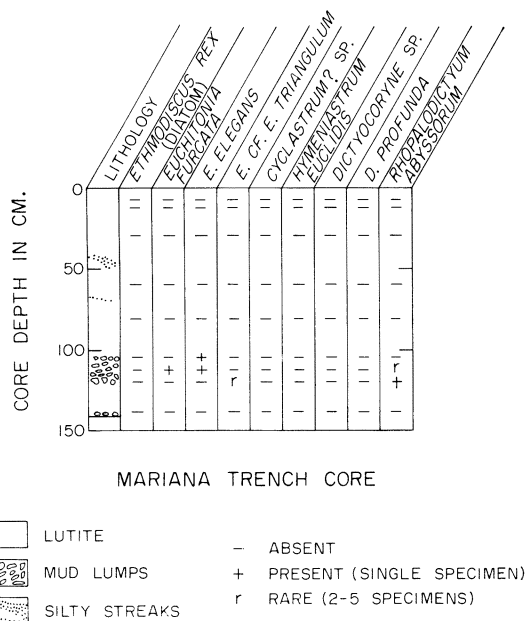 LITHOLOGY
ETHMODISCUS REX
(DIATOM)
EUCHITONIA
FURCATA
E. ELEGANS
E. CF. E. TRIANGULUM
CYCLASTRUM? SP.
HYMENIASTRUM
EUCLIDIS
DICTYOCORYNE SP.
D. PROFUNDA
RHOPALODICTYUM
ABYSSORUM
CORE DEPTH IN CM.
0
50
100
150
+
+
+
r
r
+
MARIANA TRENCH CORE
LUTITE
MUD LUMPS
SILTY STREAKS
– ABSENT
+ PRESENT (SINGLE SPECIMEN)
r RARE (2-5 SPECIMENS)